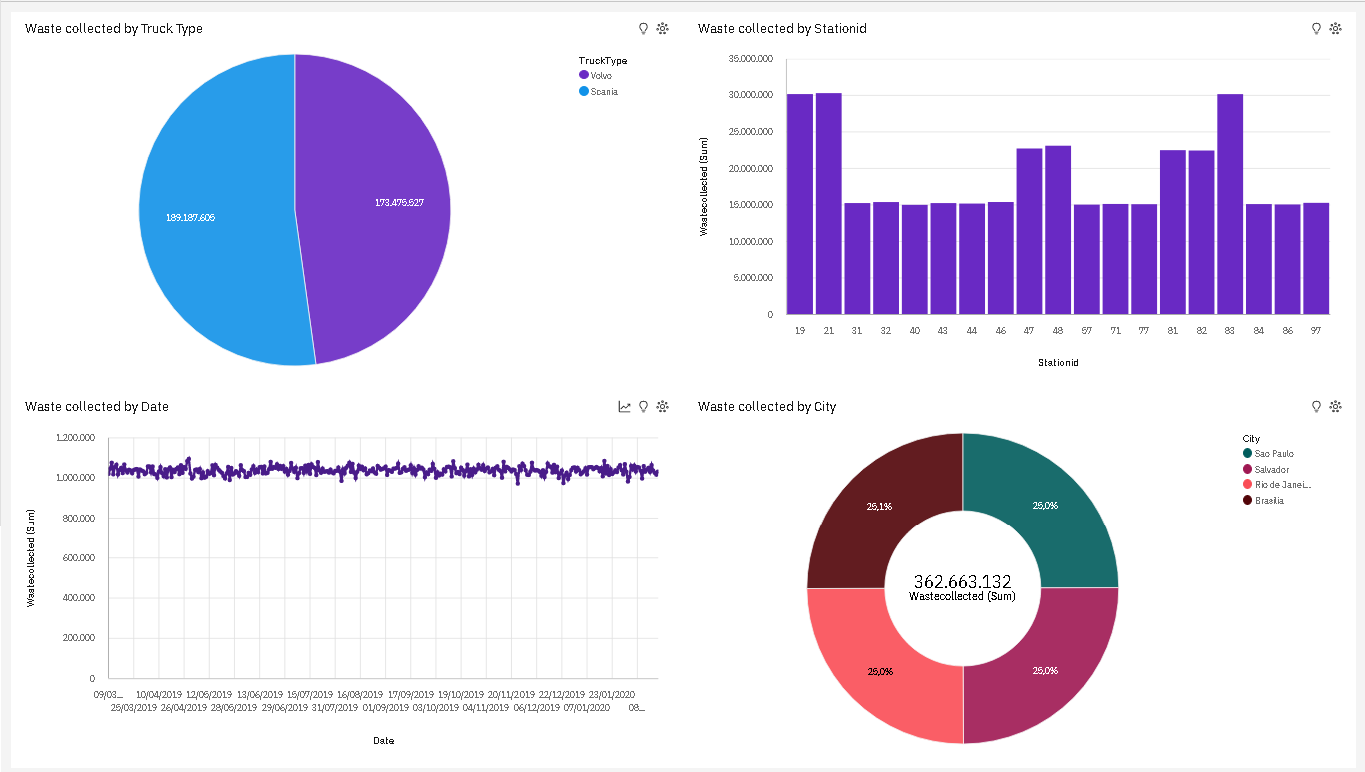 Waste collected by Truck Type
TruckType
Volvo
Scania
189.187.605
173.475.527
Waste collected by Stationid
Wastecollected (Sum)
35.000.000
30.000.000
25.000.000
20.000.000
15.000.000
10.000.000
5.000.000
0
19 21 31 32 40 43 44 46 47 48 71 77 81 82 83 84 86 97
Stationid
Waste collected by Date
Wastecollected (Sum)
1.200.000
1.000.000
800.000
600.000
400.000
200.000
0
09/03... 10/04/2019 12/05/2019 13/06/2019 15/07/2019 16/08/2019 17/09/2019 19/10/2019 20/11/2019 22/12/2019 23/01/2020
25/03/2019 26/04/2019 28/05/2019 29/06/2019 31/07/2019 01/09/2019 03/10/2019 04/11/2019 06/12/2019 07/01/2020 08...
Date
Waste collected by City
City
Sao Paulo
Salvador
Rio de Janei...
Brasilia
25,1%
25,0%
362.663.132
Wastecollected (Sum)
25,0%
25,0%